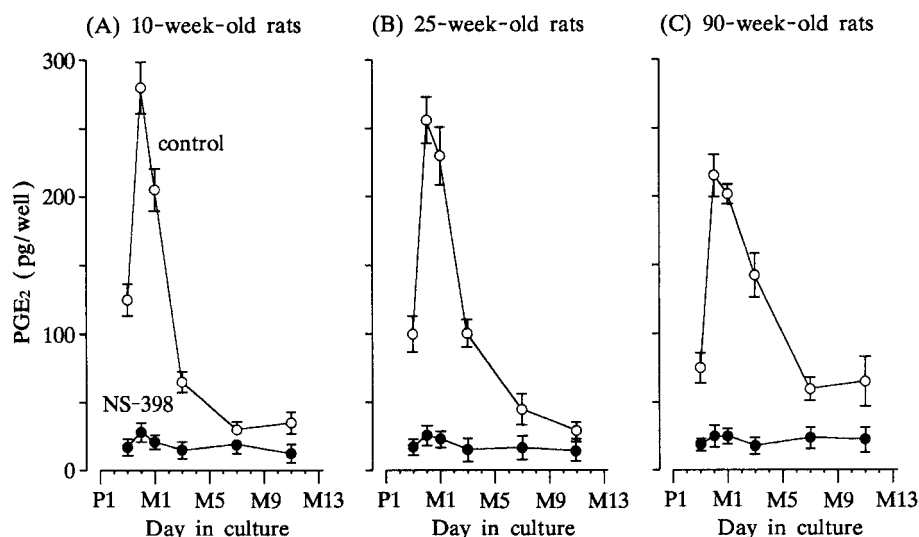 (A) 10-week-old rats
(B) 25-week-old rats
(C) 90-week-old rats
300
200
100
0
PGE2 (pg/well)
control
NS-398
P1 M1 M5 M9 M13
P1 M1 M5 M9 M13
P1 M1 M5 M9 M13
Day in culture
Day in culture
Day in culture